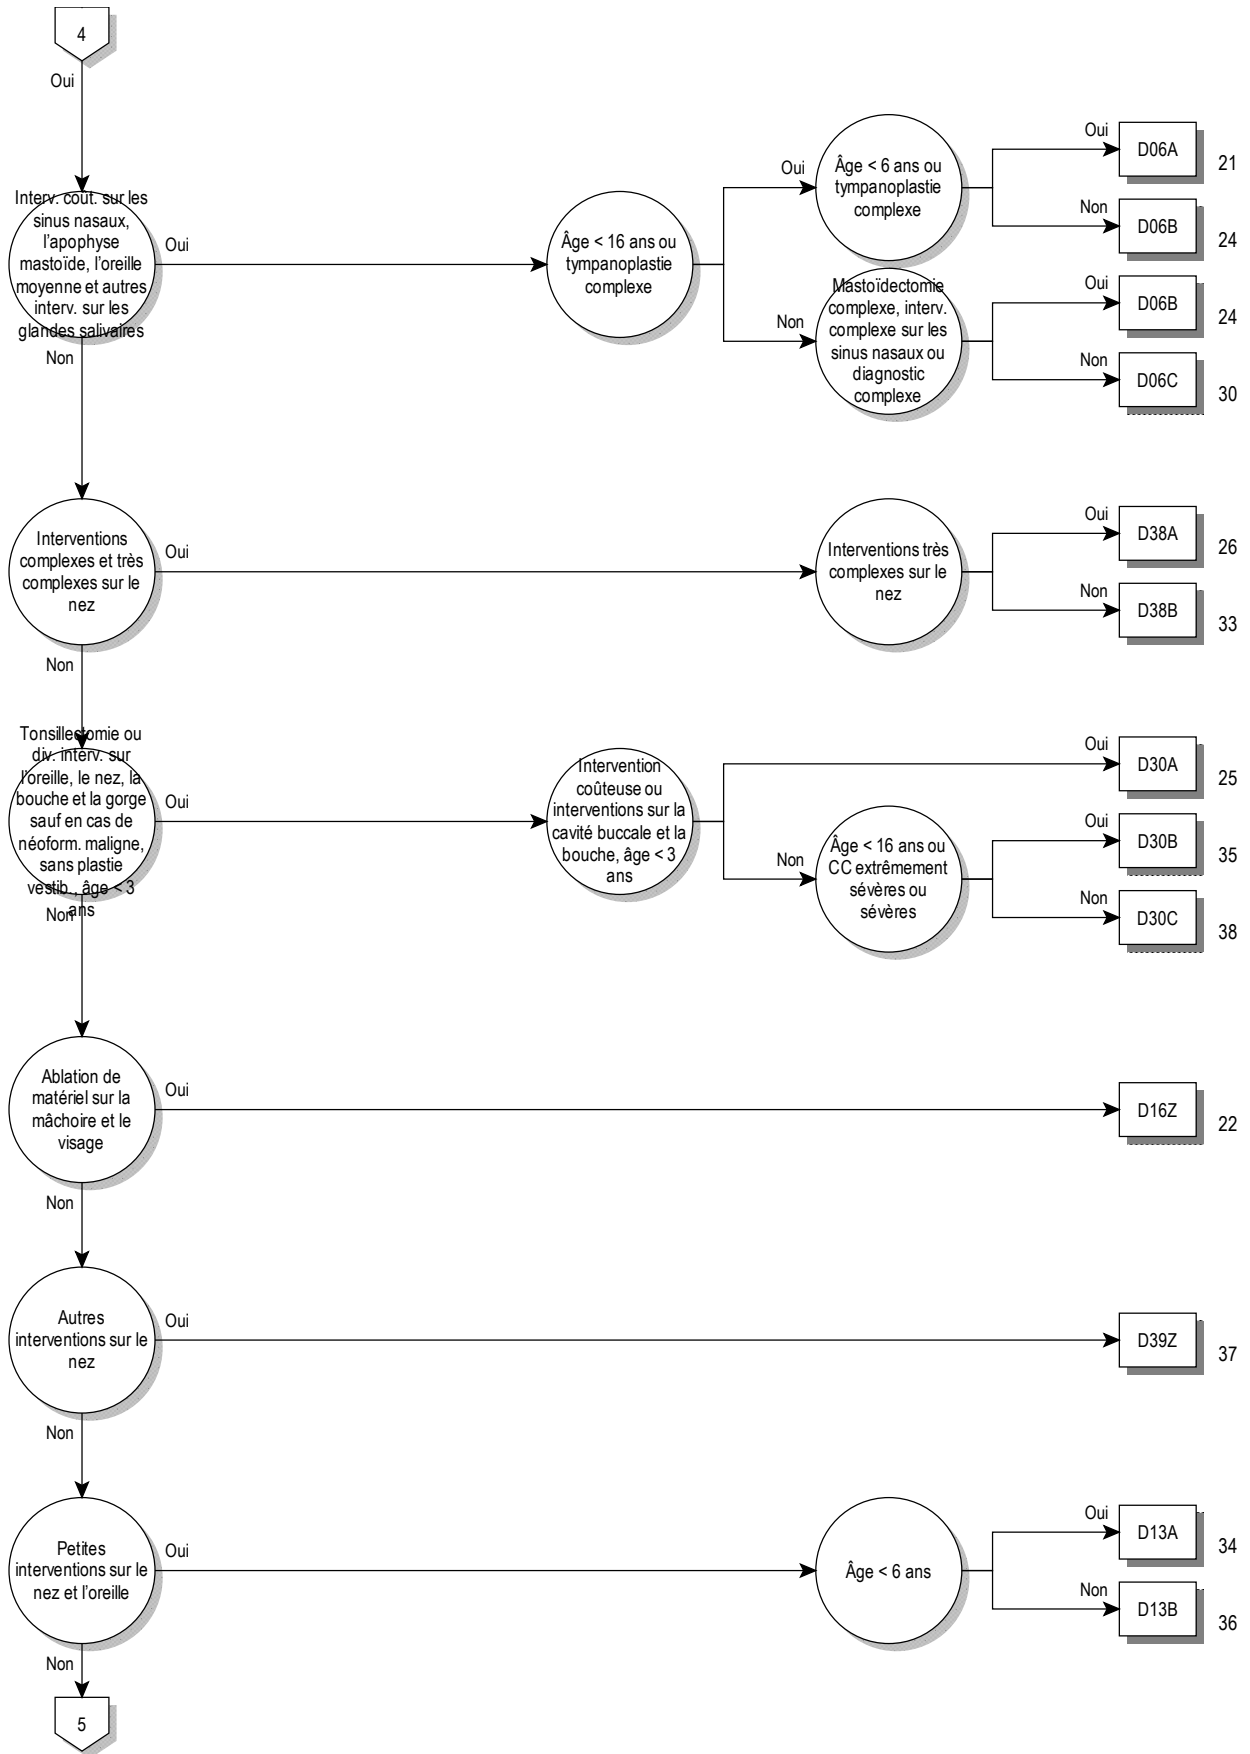 4
Oui
Interv. coût. sur les
sinus nasaux,
l'apophyse
mastoïde, l'oreille
moyenne et autres
interv. sur les
glandes salivaires
Oui
Non
Âge < 16 ans ou
tympanoplastie
complexe
Oui
Âge < 6 ans ou
tympanoplastie
complexe
Oui
D06A
21
Non
D06B
24
Non
Mastoïdectomie
complexe, interv.
complexe sur les
sinus nasaux ou
diagnostic
complexe
Oui
D06B
24
Non
D06C
30
Interventions
complexes et très
complexes sur le
nez
Oui
Non
Interventions très
complexes sur le
nez
Oui
D38A
26
Non
D38B
33
Tonsillectomie ou
div. interv. sur
l'oreille, le nez, la
bouche et la gorge
sauf en cas de
néoform. maligne,
sans plastie
vestib., âge < 3
ans
Oui
Non
Intervention
coûteuse ou
interventions sur la
cavité buccale et la
bouche, âge < 3
ans
Oui
D30A
25
Non
Âge < 16 ans ou
CC extrêmement
sévères ou
sévères
Oui
D30B
35
Non
D30C
38
Ablation de
matériel sur la
mâchoire et le
visage
Oui
D16Z
22
Non
Autres
interventions sur le
nez
Oui
D39Z
37
Non
Petites
interventions sur le
nez et l'oreille
Oui
Âge < 6 ans
Oui
D13A
34
Non
D13B
36
Non
5